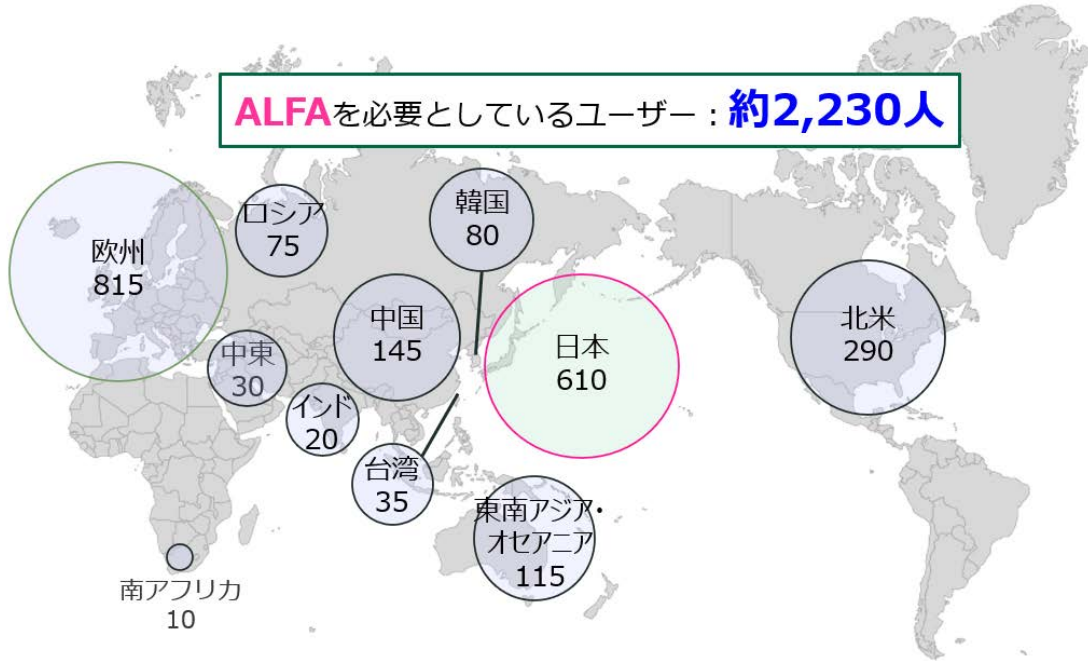 ALFAを必要としているユーザー：約2,230人
欧州
815
ロシア
75
韓国
80
中国
145
日本
610
北米
290
中東
30
インド
20
台湾
35
東南アジア・
オセアニア
115
南アフリカ
10